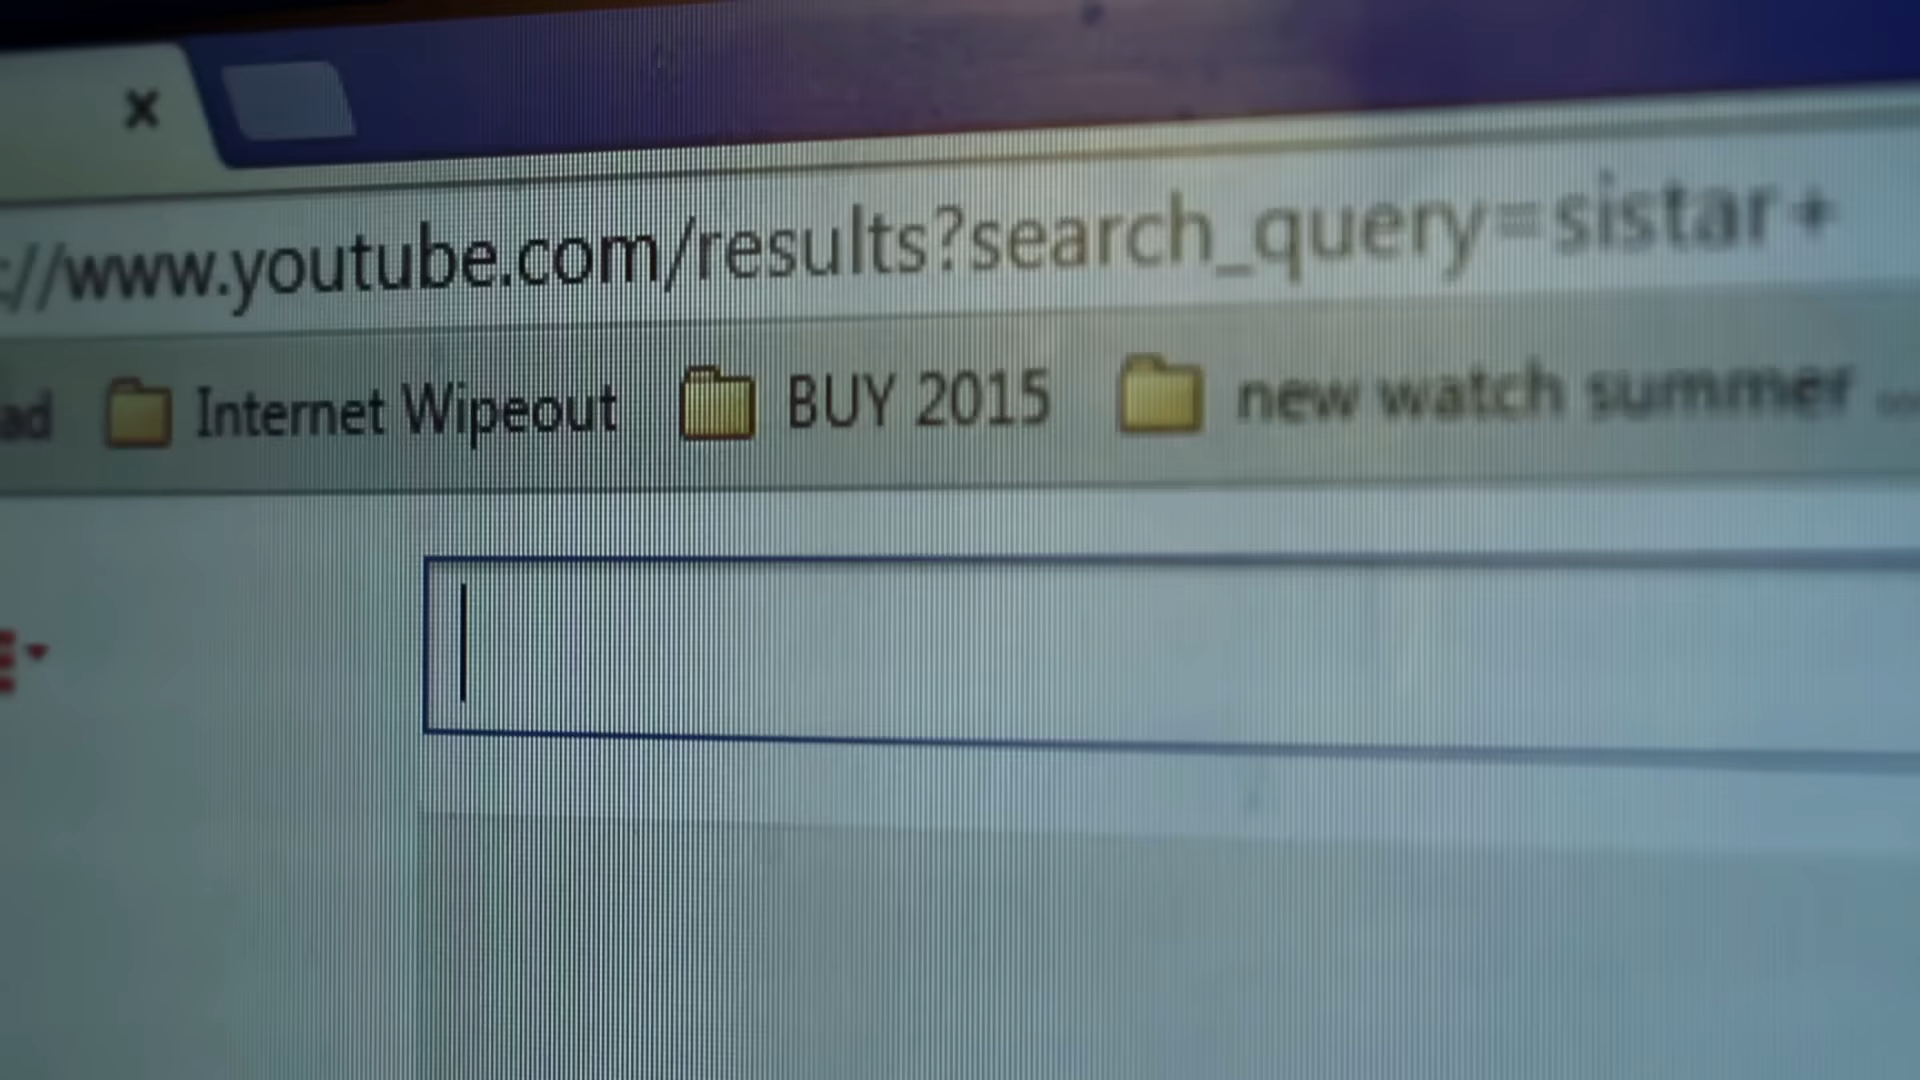 ://www.youtube.com/results?search_query=sistar+
ad Internet Wipeout BUY 2015 new watch summer ...